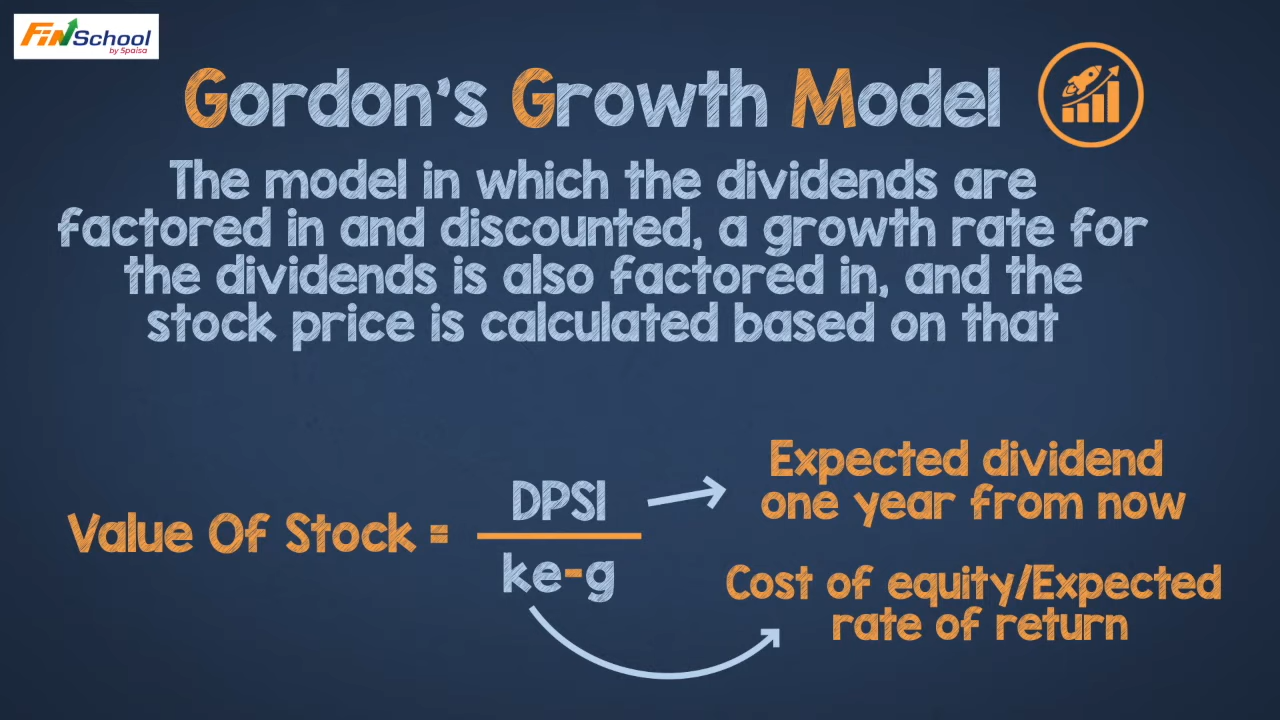 FinSchool
by 5paisa
Gordon's Growth Model
The model in which the dividends are
factored in and discounted, a growth rate for
the dividends is also factored in, and the
stock price is calculated based on that
Value Of Stock =
DPS1
ke-g
Expected dividend
one year from now
Cost of equity/Expected
rate of return